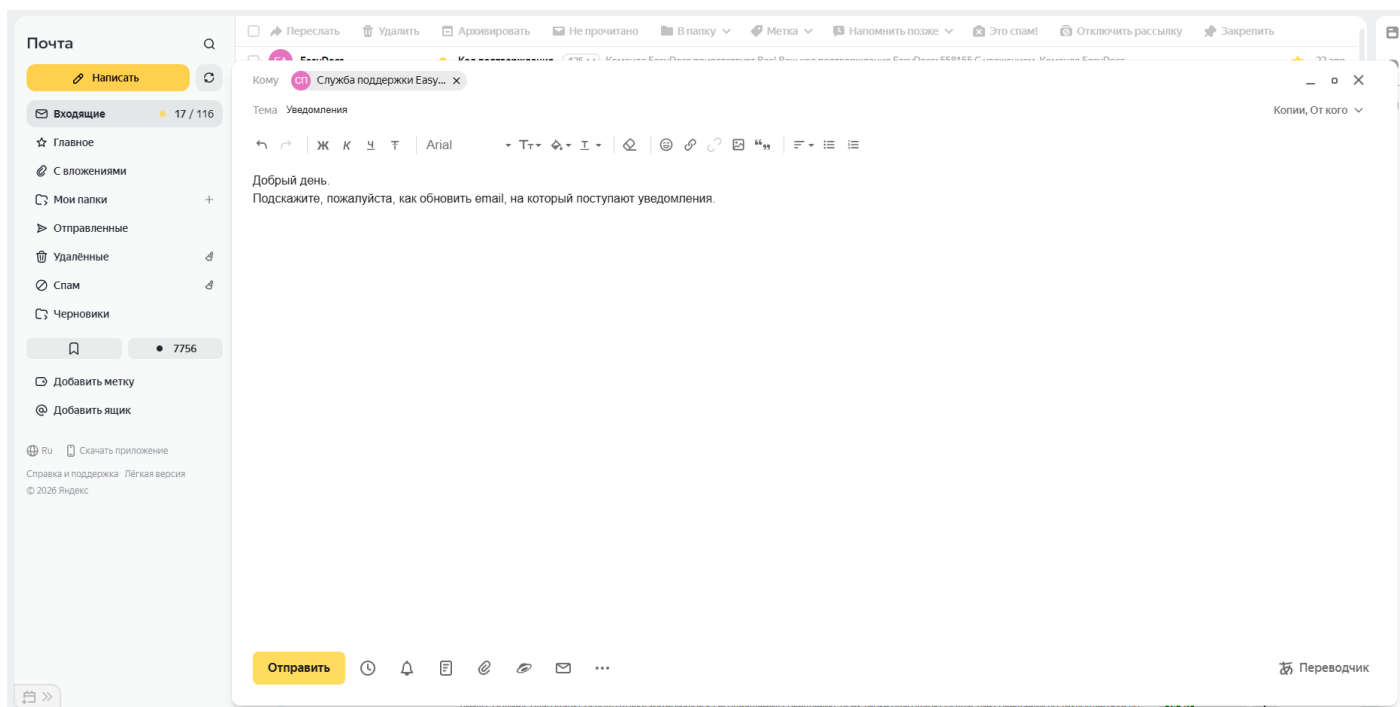 Почта
Написать
Входящие 17 / 116
Главное
С вложениями
Мои папки
Отправленные
Удалённые
Спам
Черновики
7756
Добавить метку
Добавить ящик
Ru Скачать приложение
Справка и поддержка Лёгкая версия
© 2026 Яндекс
Переслать Удалить Архивировать Не прочитано В папку Метка Напомнить позже Это спам! Отключить рассылку Закрепить
Кому СП Служба поддержки Easy...
Тема Уведомления Копии, От кого
Ж К Ч Т Arial Тт Т
Добрый день.
Подскажите, пожалуйста, как обновить email, на который поступают уведомления.
Отправить Переводчик